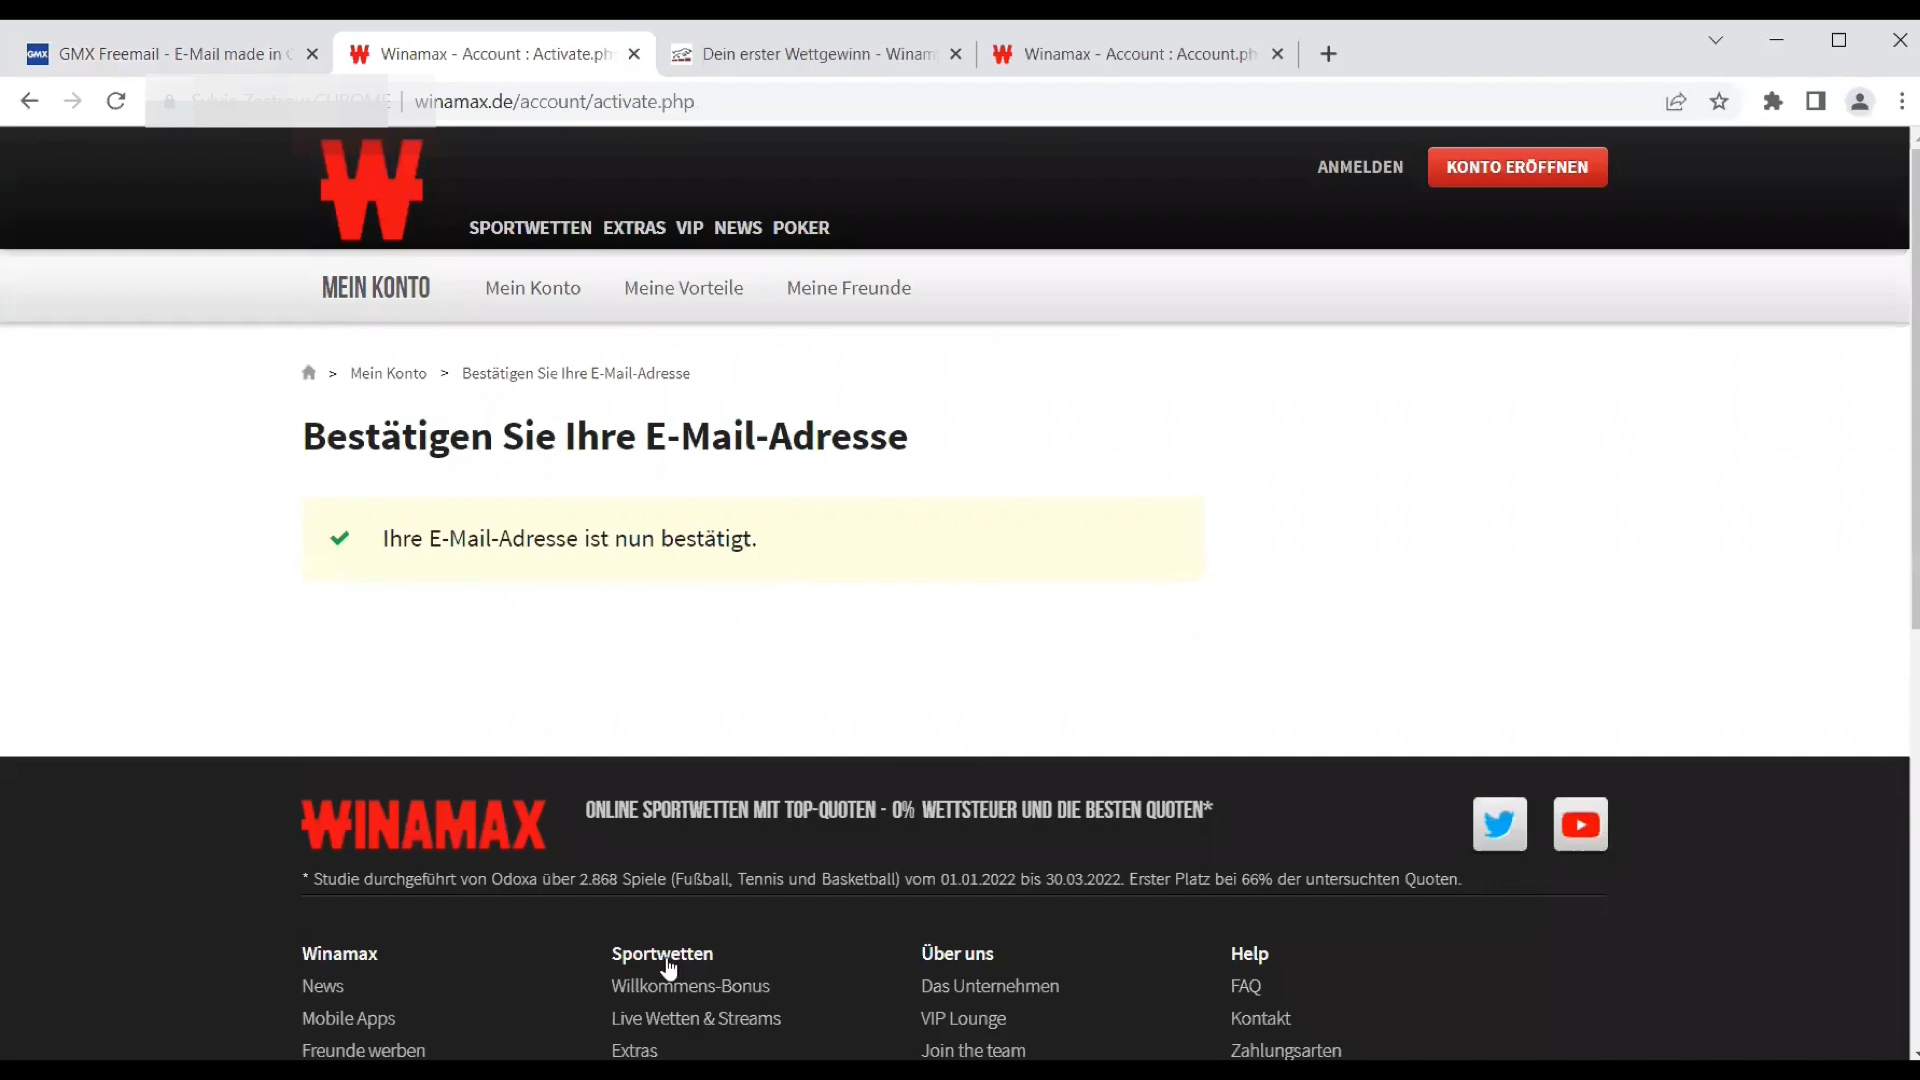 GMX Freemail - E-Mail made in
Winamax - Account : Activate.ph
Dein erster Wettgewinn - Winam
Winamax - Account : Account.ph
winamax.de/account/activate.php
ANMELDEN
KONTO ERÖFFNEN
SPORTWETTEN EXTRAS VIP NEWS POKER
MEIN KONTO
Mein Konto
Meine Vorteile
Meine Freunde
> Mein Konto > Bestätigen Sie Ihre E-Mail-Adresse
Bestätigen Sie Ihre E-Mail-Adresse
Ihre E-Mail-Adresse ist nun bestätigt.
WINAMAX
ONLINE SPORTWETTEN MIT TOP-QUOTEN - 0% WETTSTEUER UND DIE BESTEN QUOTEN*
* Studie durchgeführt von Odoxa über 2.868 Spiele (Fußball, Tennis und Basketball) vom 01.01.2022 bis 30.03.2022. Erster Platz bei 66% der untersuchten Quoten.
Winamax
News
Mobile Apps
Freunde werben
Sportwetten
Willkommens-Bonus
Live Wetten & Streams
Extras
Über uns
Das Unternehmen
VIP Lounge
Join the team
Help
FAQ
Kontakt
Zahlungsarten